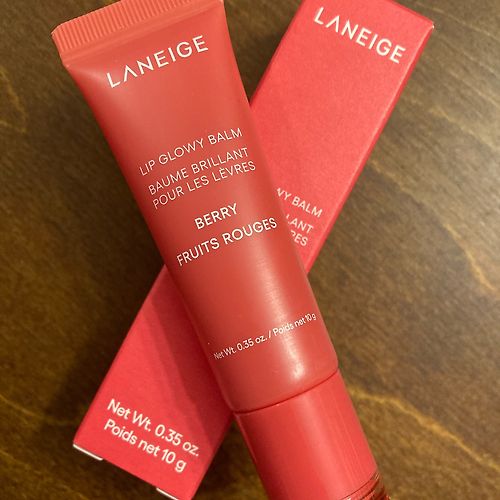 LANEIGE
LIP GLOWY BALM
BAUME BRILLANT
POUR LES LÈVRES
BERRY
FRUITS ROUGES
Net Wt. 0.35 oz. / Poids net 10 g
LANEIGE
WY BALM
LANT
RES
Net Wt. 0.35 oz.
Poids net 10 g